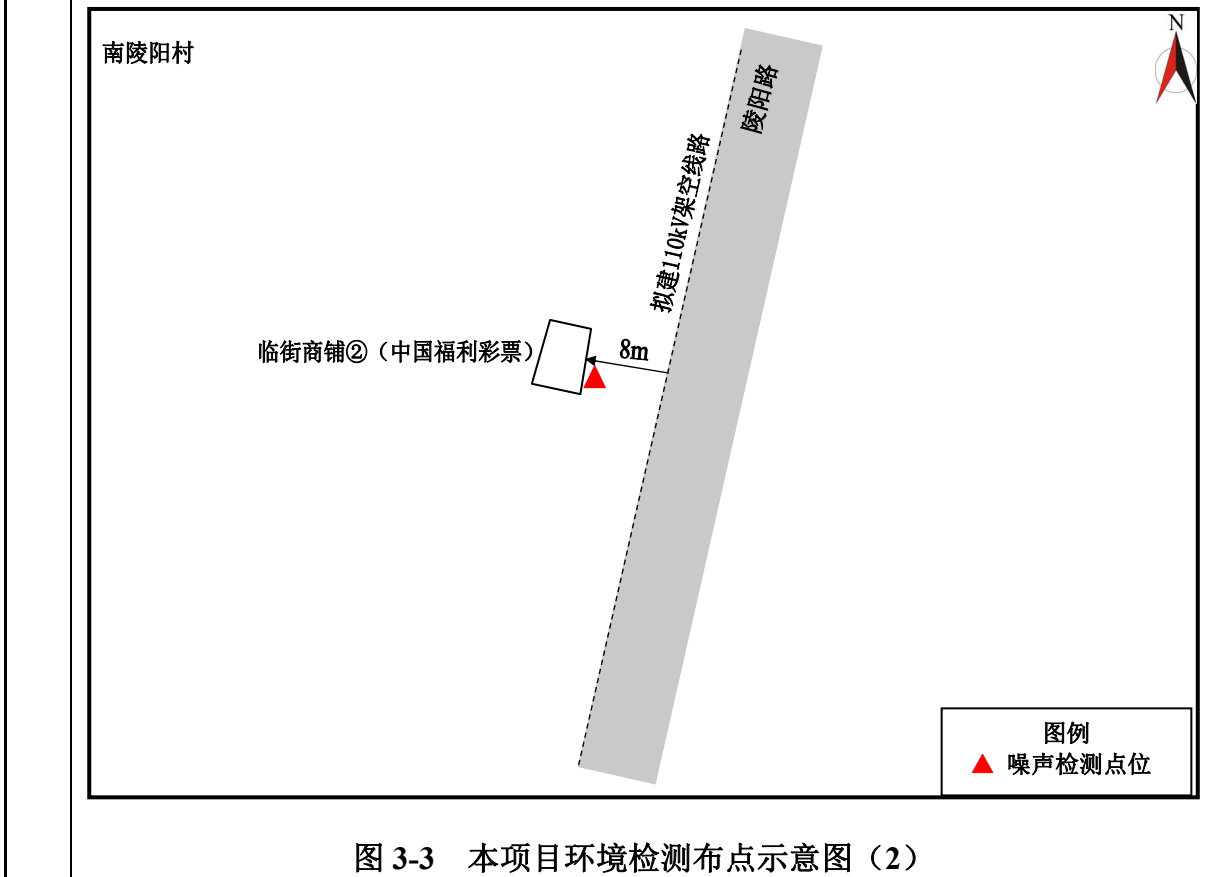 N
南陵阳村
陵阳路
拟建110kV架空线路
临街商铺②（中国福利彩票）
8m
图例
噪声检测点位
图 3-3 本项目环境检测布点示意图（2）